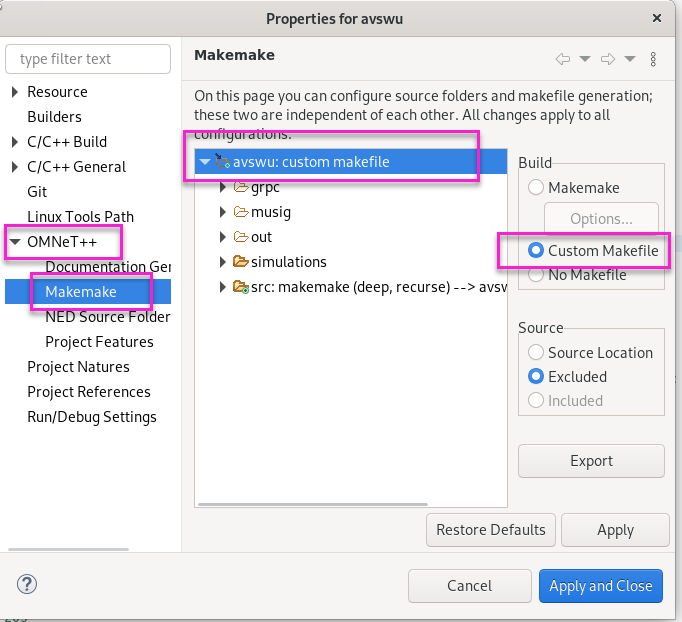 Properties for avswu
type filter text
Resource
Builders
C/C++ Build
C/C++ General
Git
Linux Tools Path
OMNeT++
Documentation Ger
Makemake
NED Source Folder
Project Features
Project Natures
Project References
Run/Debug Settings
Makemake
On this page you can configure source folders and makefile generation;
these two are independent of each other. All changes apply to all
configurations.
avswu: custom makefile
grpc
musig
out
simulations
src: makemake (deep, recurse) --> avsw
Build
Makemake
Options...
Custom Makefile
No Makefile
Source
Source Location
Excluded
Included
Export
Restore Defaults
Apply
Cancel
Apply and Close